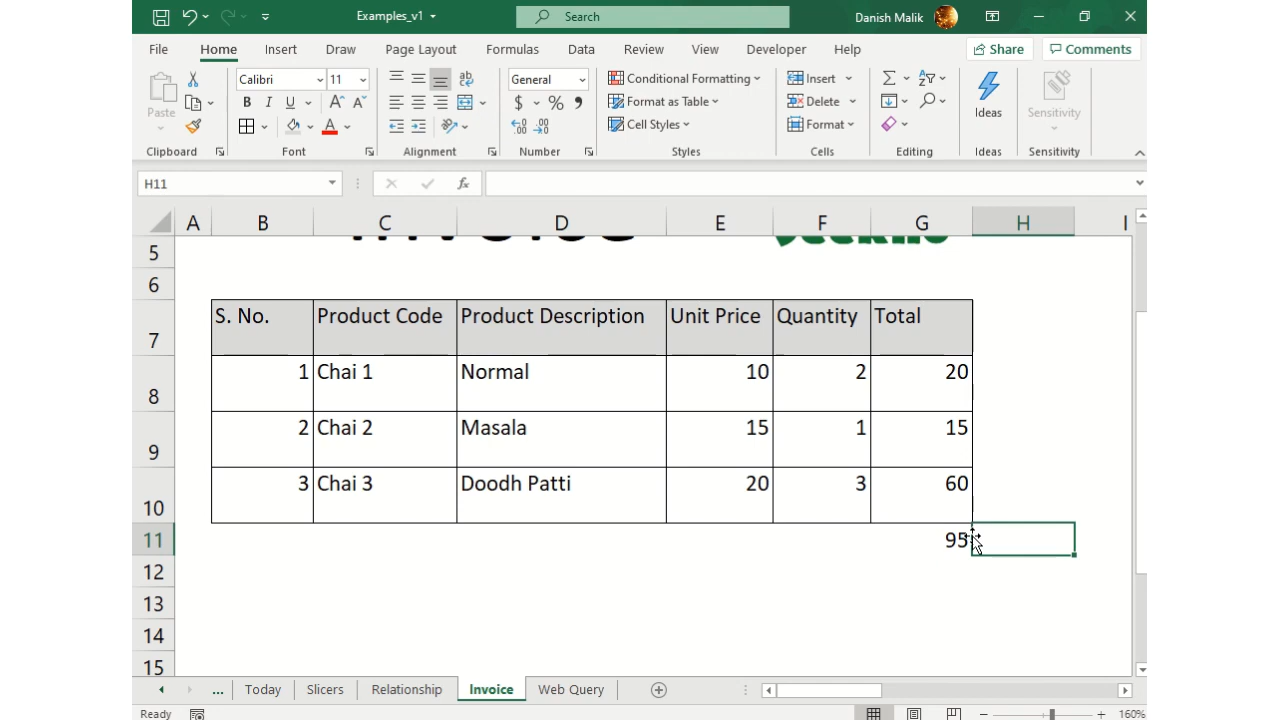 Examples_v1
Search
Danish Malik
File Home Insert Draw Page Layout Formulas Data Review View Developer Help Share Comments
Paste
Calibri 11
B I U A A A
ab
General
$ % ,
Conditional Formatting
Format as Table
Cell Styles
Insert
Delete
Format
Ideas
Sensitivity
Clipboard Font Alignment Number Styles Cells Editing Ideas Sensitivity
H11 fx
A B C D E F G H I
5
6
7 S. No. Product Code Product Description Unit Price Quantity Total
8 1 Chai 1 Normal 10 2 20
9 2 Chai 2 Masala 15 1 15
10 3 Chai 3 Doodh Patti 20 3 60
11 95
12
13
14
15
... Today Slicers Relationship Invoice Web Query
Ready 160%